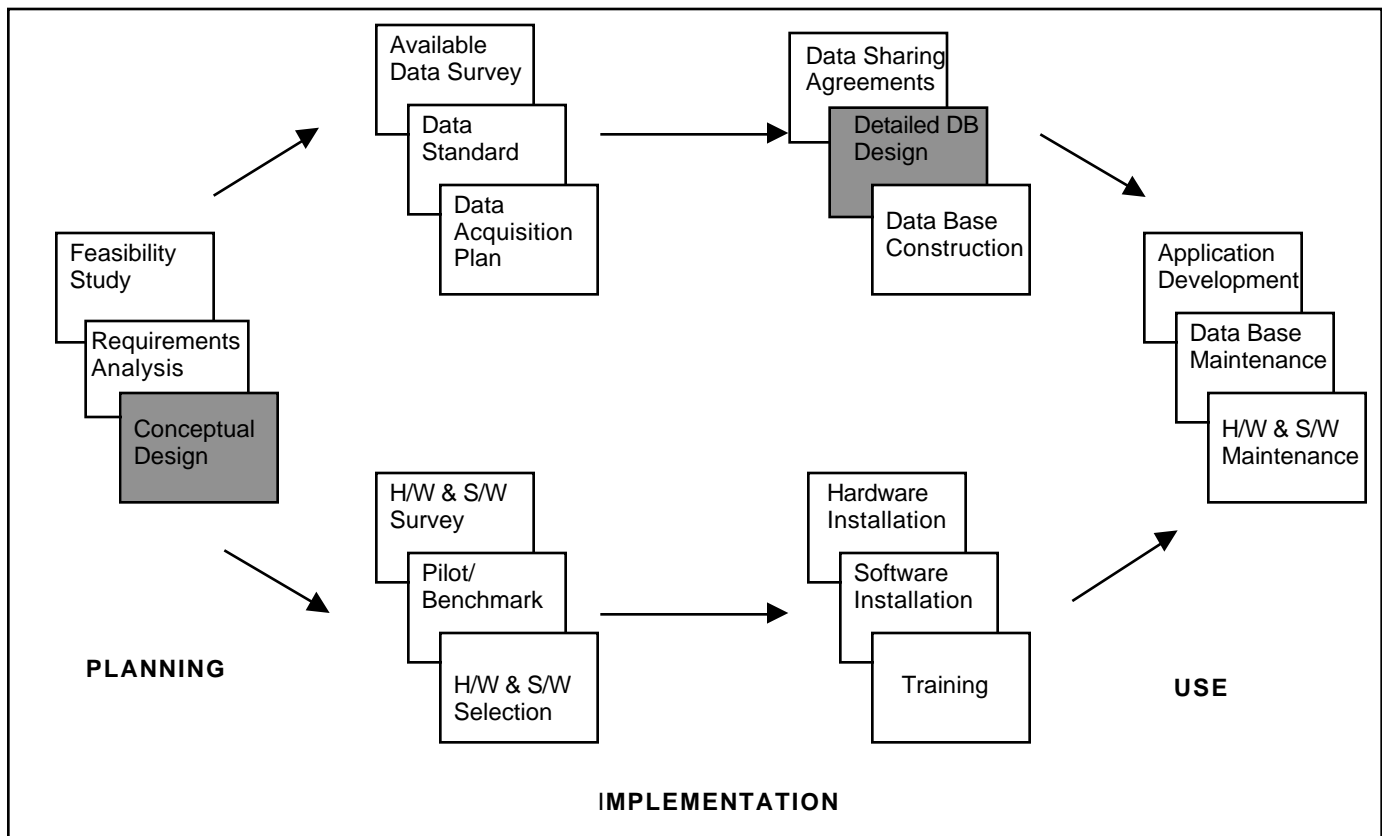 Available
Data Survey
Data
Standard
Data
Acquisition
Plan
Data Sharing
Agreements
Detailed DB
Design
Data Base
Construction
Feasibility
Study
Requirements
Analysis
Conceptual
Design
Application
Development
Data Base
Maintenance
H/W & S/W
Maintenance
H/W & S/W
Survey
Pilot/
Benchmark
H/W & S/W
Selection
Hardware
Installation
Software
Installation
Training
PLANNING
USE
IMPLEMENTATION